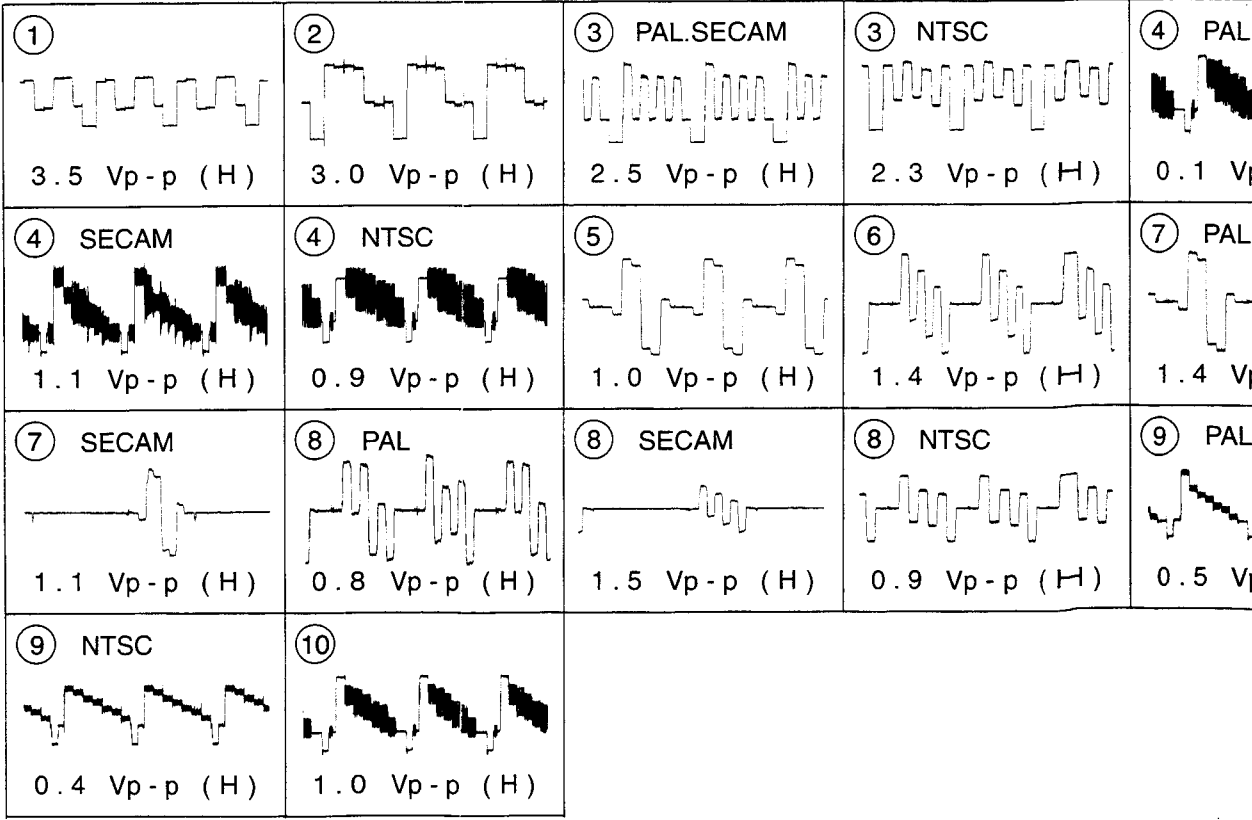 ① 
3.5 Vp-p (H)
②
3.0 Vp-p (H)
③ PAL.SECAM
2.5 Vp-p (H)
③ NTSC
2.3 Vp-p (H)
④ PAL
0.1 Vp
④ SECAM
1.1 Vp-p (H)
④ NTSC
0.9 Vp-p (H)
⑤
1.0 Vp-p (H)
⑥
1.4 Vp-p (H)
⑦ PAL
1.4 Vp
⑦ SECAM
1.1 Vp-p (H)
⑧ PAL
0.8 Vp-p (H)
⑧ SECAM
1.5 Vp-p (H)
⑧ NTSC
0.9 Vp-p (H)
⑨ PAL
0.5 Vp
⑨ NTSC
0.4 Vp-p (H)
⑩
1.0 Vp-p (H)